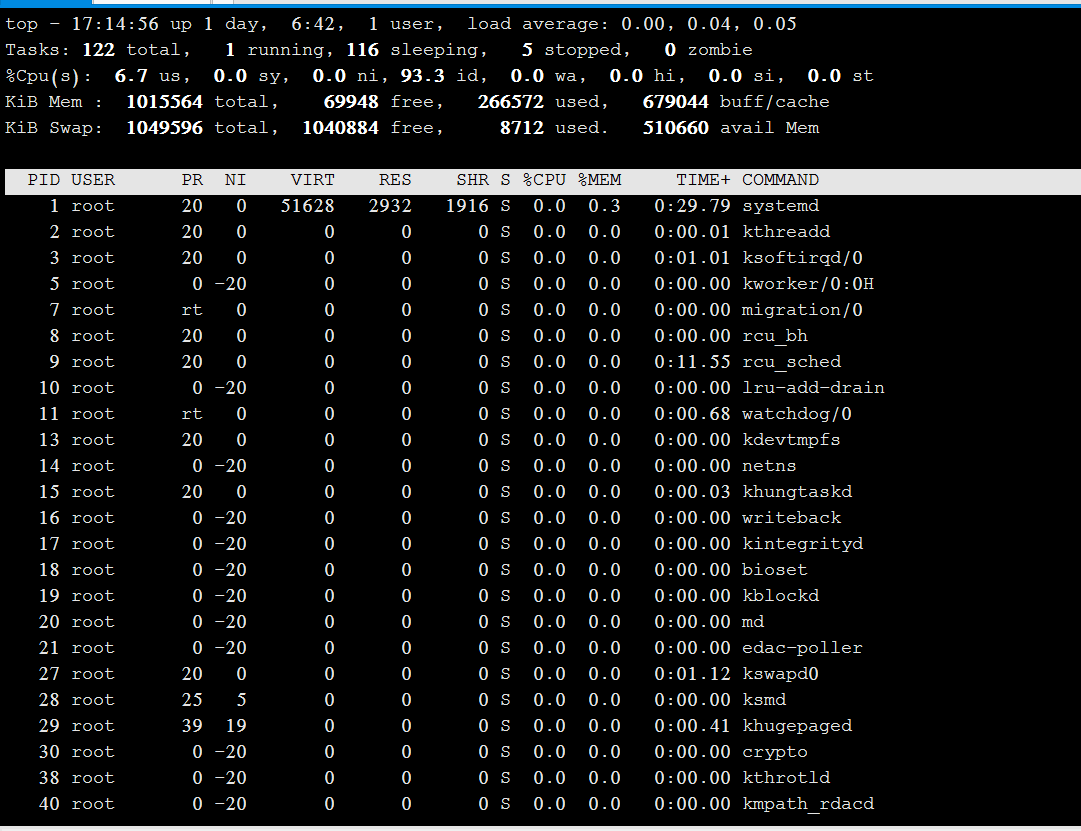 top - 17:14:56 up 1 day,  6:42,  1 user,  load average: 0.00, 0.04, 0.05
Tasks: 122 total,   1 running, 116 sleeping,   5 stopped,   0 zombie
%Cpu(s):  6.7 us,  0.0 sy,  0.0 ni, 93.3 id,  0.0 wa,  0.0 hi,  0.0 si,  0.0 st
KiB Mem :  1015564 total,    69948 free,   266572 used,   679044 buff/cache
KiB Swap:  1049596 total,  1040884 free,     8712 used.   510660 avail Mem
  PID USER      PR  NI    VIRT    RES    SHR S %CPU %MEM     TIME+ COMMAND
    1 root      20   0   51628   2932   1916 S  0.0  0.3   0:29.79 systemd
    2 root      20   0       0      0      0 S  0.0  0.0   0:00.01 kthreadd
    3 root      20   0       0      0      0 S  0.0  0.0   0:01.01 ksoftirqd/0
    5 root       0 -20       0      0      0 S  0.0  0.0   0:00.00 kworker/0:0H
    7 root      rt   0       0      0      0 S  0.0  0.0   0:00.00 migration/0
    8 root      20   0       0      0      0 S  0.0  0.0   0:00.00 rcu_bh
    9 root      20   0       0      0      0 S  0.0  0.0   0:11.55 rcu_sched
   10 root       0 -20       0      0      0 S  0.0  0.0   0:00.00 lru-add-drain
   11 root      rt   0       0      0      0 S  0.0  0.0   0:00.68 watchdog/0
   13 root      20   0       0      0      0 S  0.0  0.0   0:00.00 kdevtmpfs
   14 root       0 -20       0      0      0 S  0.0  0.0   0:00.00 netns
   15 root      20   0       0      0      0 S  0.0  0.0   0:00.03 khungtaskd
   16 root       0 -20       0      0      0 S  0.0  0.0   0:00.00 writeback
   17 root       0 -20       0      0      0 S  0.0  0.0   0:00.00 kintegrityd
   18 root       0 -20       0      0      0 S  0.0  0.0   0:00.00 bioset
   19 root       0 -20       0      0      0 S  0.0  0.0   0:00.00 kblockd
   20 root       0 -20       0      0      0 S  0.0  0.0   0:00.00 md
   21 root       0 -20       0      0      0 S  0.0  0.0   0:00.00 edac-poller
   27 root      20   0       0      0      0 S  0.0  0.0   0:01.12 kswapd0
   28 root      25   5       0      0      0 S  0.0  0.0   0:00.00 ksmd
   29 root      39  19       0      0      0 S  0.0  0.0   0:00.41 khugepaged
   30 root       0 -20       0      0      0 S  0.0  0.0   0:00.00 crypto
   38 root       0 -20       0      0      0 S  0.0  0.0   0:00.00 kthrotld
   40 root       0 -20       0      0      0 S  0.0  0.0   0:00.00 kmpath_rdacd